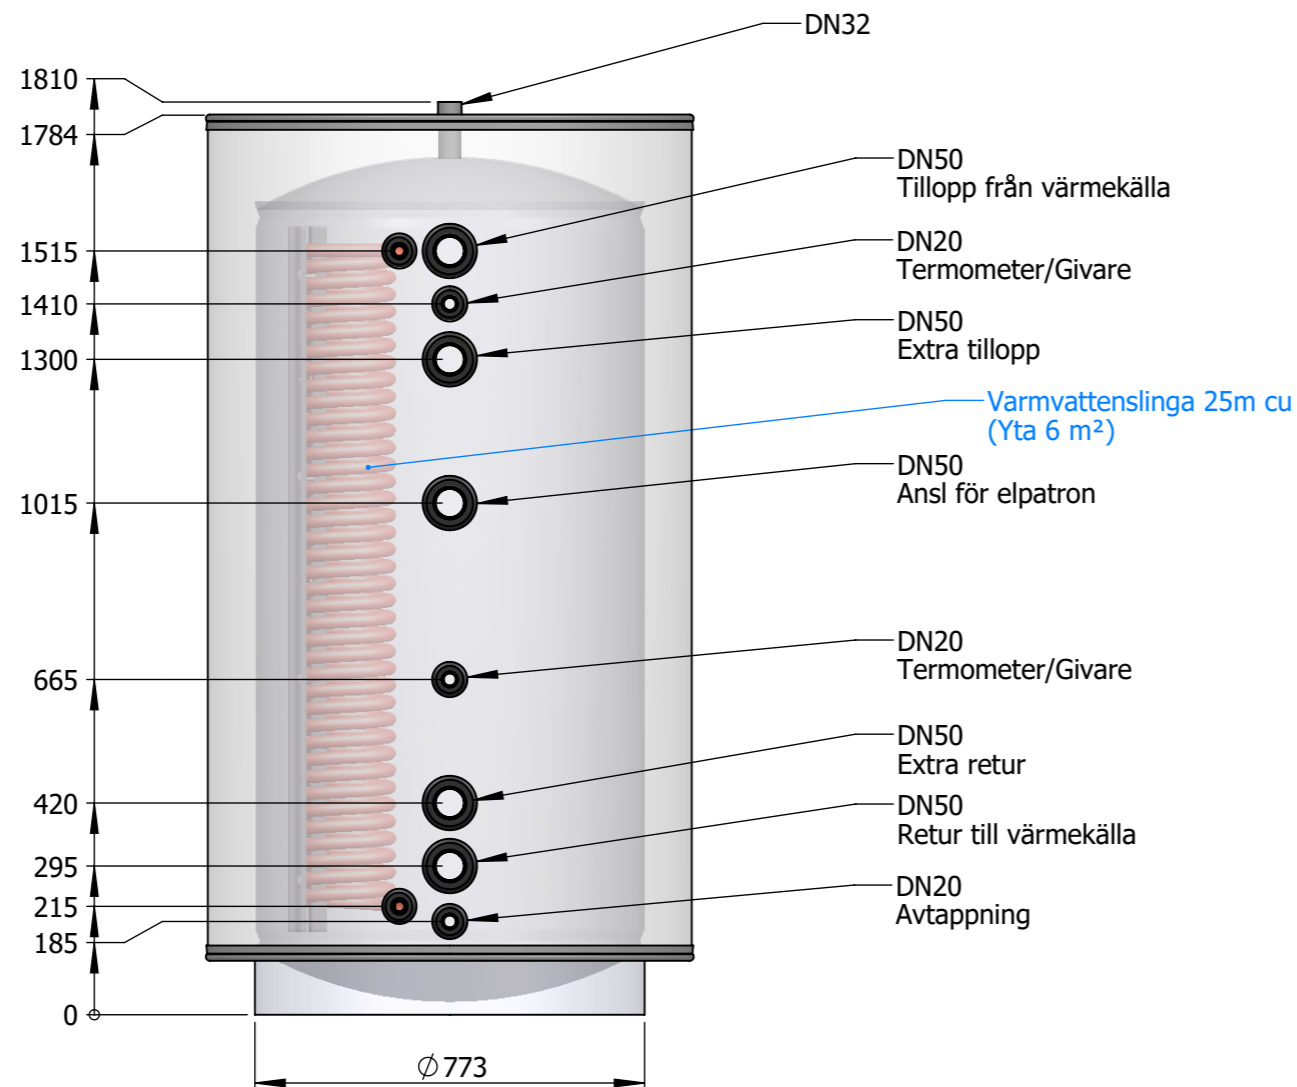 DN32
1810
1784
DN50
Tillopp från värmekälla
1515
DN20
Termometer/Givare
1410
DN50
Extra tillopp
1300
Varmvattenslinga 25m cu
(Yta 6 m²)
DN50
Ansl för elpatron
1015
DN20
Termometer/Givare
665
DN50
Extra retur
420
DN50
Retur till värmekälla
295
DN20
Avtappning
215
185
0
∅773